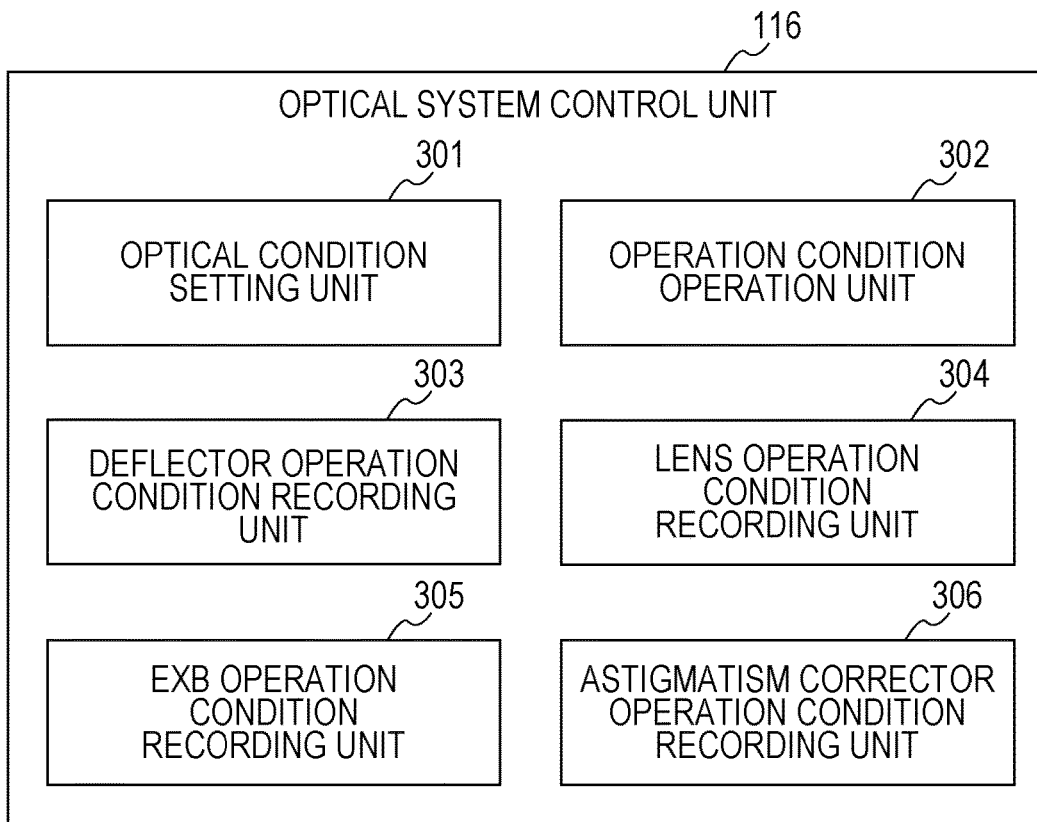 116
OPTICAL SYSTEM CONTROL UNIT
301
OPTICAL CONDITION
SETTING UNIT
302
OPERATION CONDITION
OPERATION UNIT
303
DEFLECTOR OPERATION
CONDITION RECORDING
UNIT
304
LENS OPERATION
CONDITION
RECORDING UNIT
305
EXB OPERATION
CONDITION
RECORDING UNIT
306
ASTIGMATISM CORRECTOR
OPERATION CONDITION
RECORDING UNIT